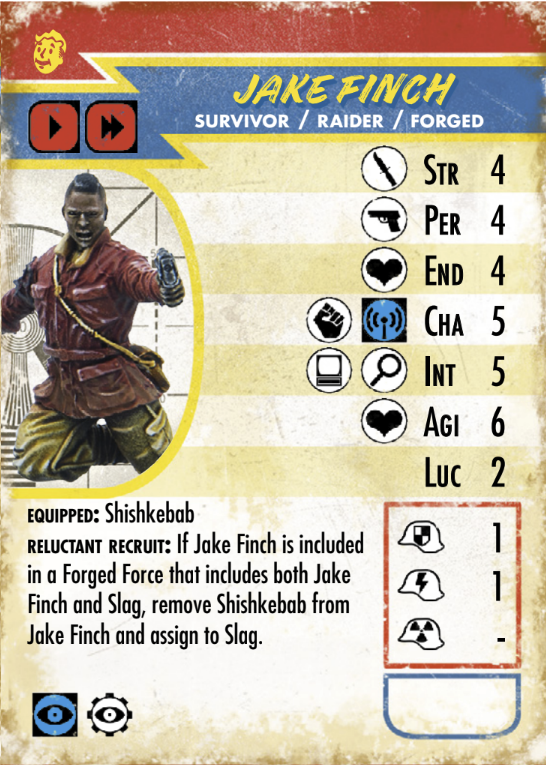 JAKE FINCH
SURVIVOR / RAIDER / FORGED
STR 4
PER 4
END 4
CHA 5
INT 5
AGI 6
LUC 2
EQUIPPED: Shishkebab
RELUCTANT RECRUIT: If Jake Finch is included
in a Forged Force that includes both Jake
Finch and Slag, remove Shishkebab from
Jake Finch and assign to Slag.
1
1
-